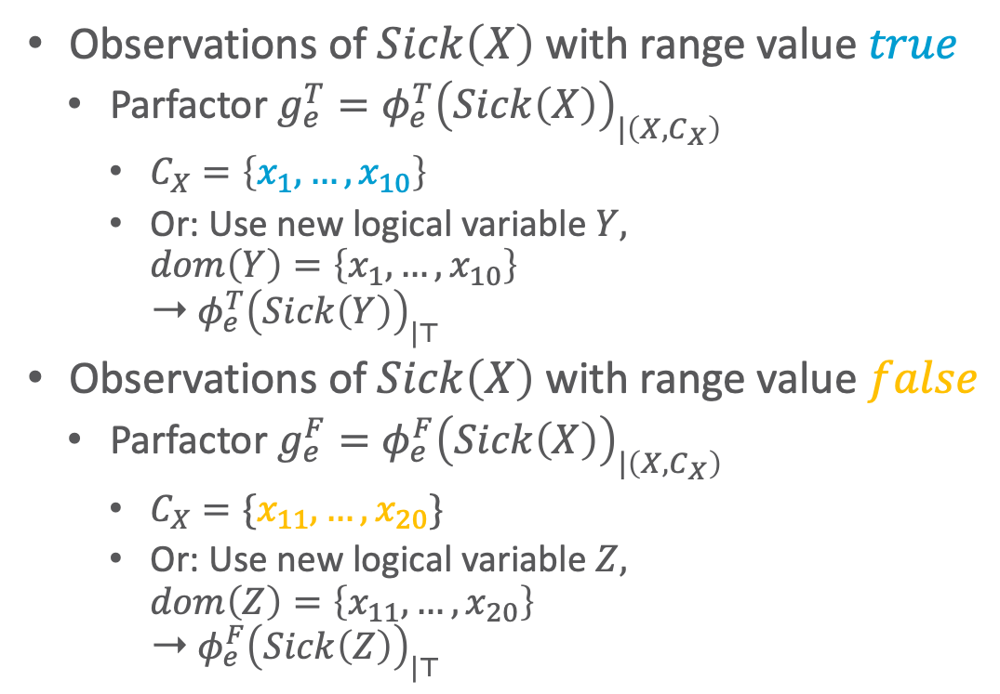 • Observations of Sick(X) with range value true
• Parfactor g_e^T = ϕ_e^T(Sick(X))_|(X,C_X)
• C_X = {x_1, …, x_10}
• Or: Use new logical variable Y,
dom(Y) = {x_1, …, x_10}
→ ϕ_e^T(Sick(Y))_|⊤
• Observations of Sick(X) with range value false
• Parfactor g_e^F = ϕ_e^F(Sick(X))_|(X,C_X)
• C_X = {x_11, …, x_20}
• Or: Use new logical variable Z,
dom(Z) = {x_11, …, x_20}
→ ϕ_e^F(Sick(Z))_|⊤